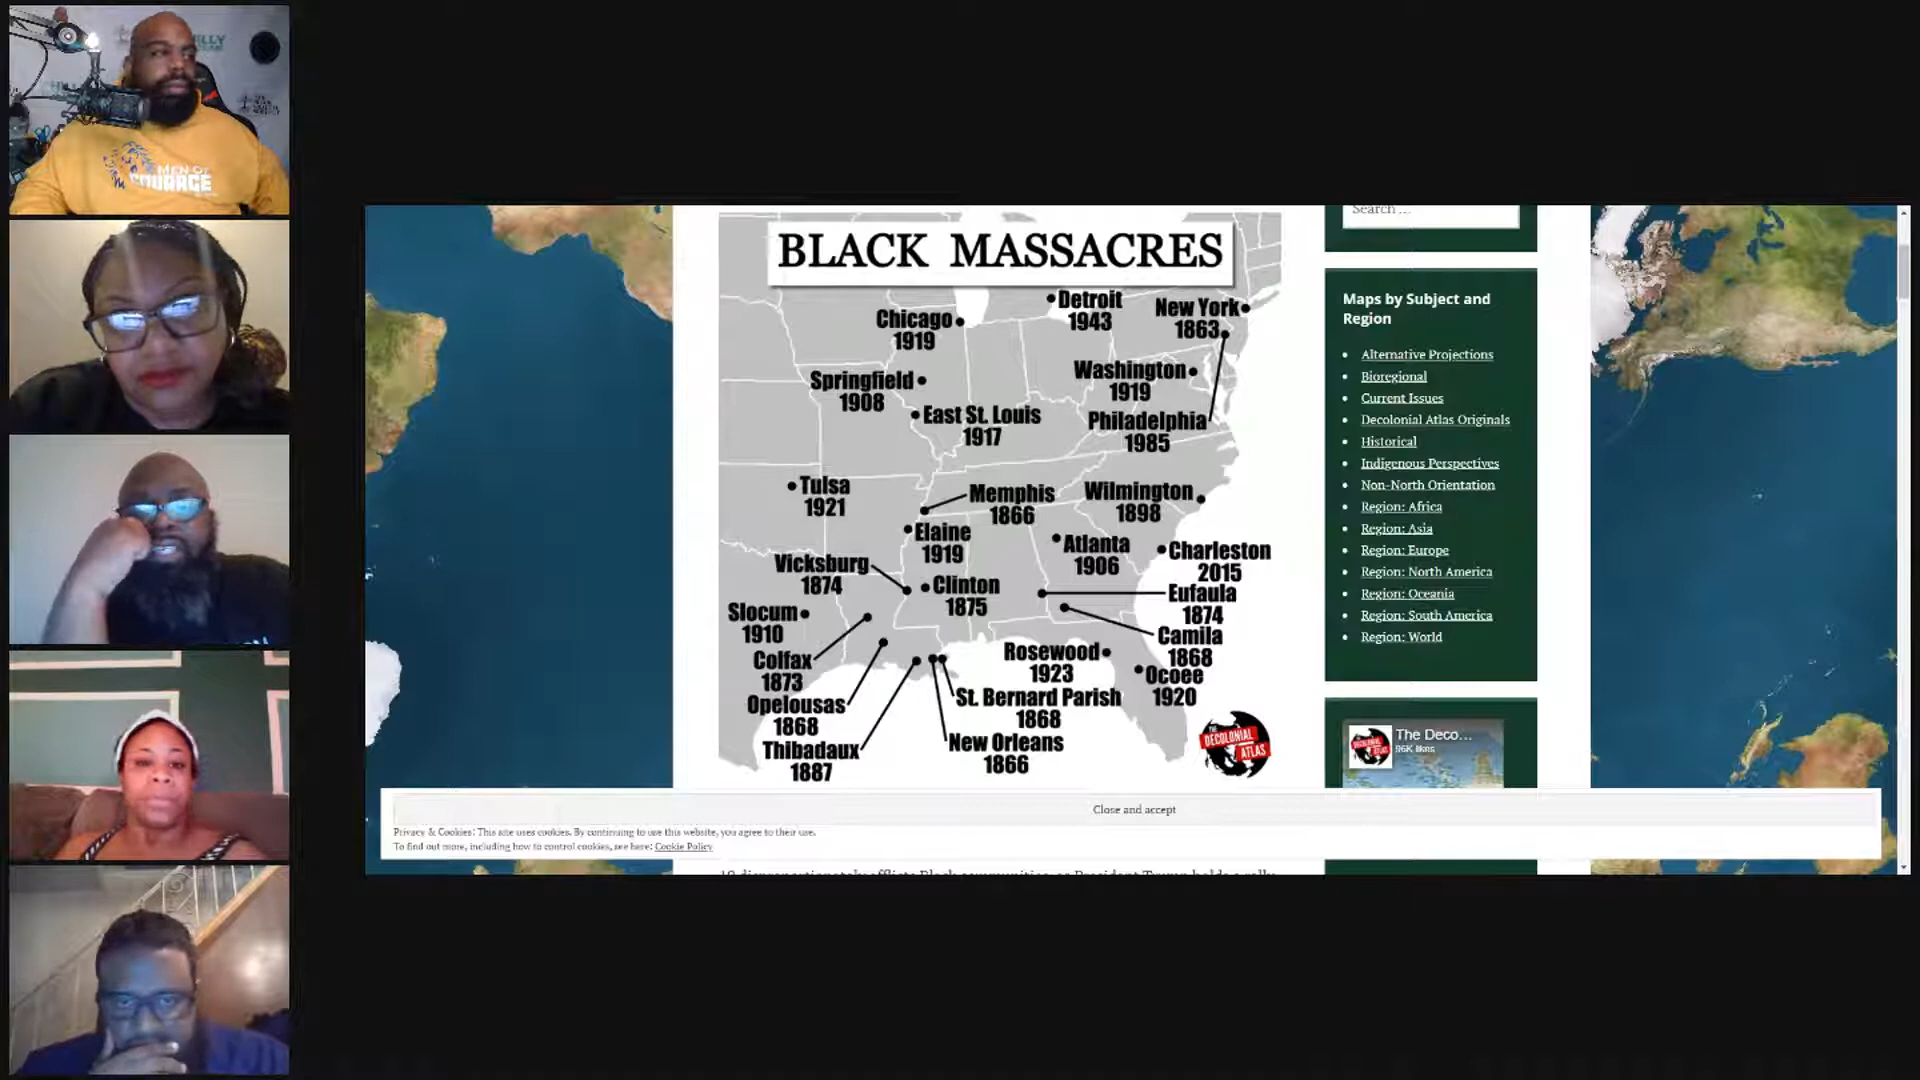 MEN OF
COURAGE
BLACK MASSACRES
Detroit
1943
New York
1863
Chicago
1919
Washington
1919
Springfield
1908
East St. Louis
1917
Philadelphia
1985
Tulsa
1921
Memphis
1866
Wilmington
1898
Elaine
1919
Atlanta
1906
Charleston
2015
Vicksburg
1874
Clinton
1875
Eufaula
1874
Slocum
1910
Camila
1868
Colfax
1873
Rosewood
1923
Ocoee
1920
Opelousas
1868
St. Bernard Parish
1868
Thibadaux
1887
New Orleans
1866
THE
DECOLONIAL
ATLAS
Search ...
Maps by Subject and
Region
Alternative Projections
Bioregional
Current Issues
Decolonial Atlas Originals
Historical
Indigenous Perspectives
Non-North Orientation
Region: Africa
Region: Asia
Region: Europe
Region: North America
Region: Oceania
Region: South America
Region: World
The Deco...
96K likes
Close and accept
Privacy & Cookies: This site uses cookies. By continuing to use this website, you agree to their use.
To find out more, including how to control cookies, see here: Cookie Policy